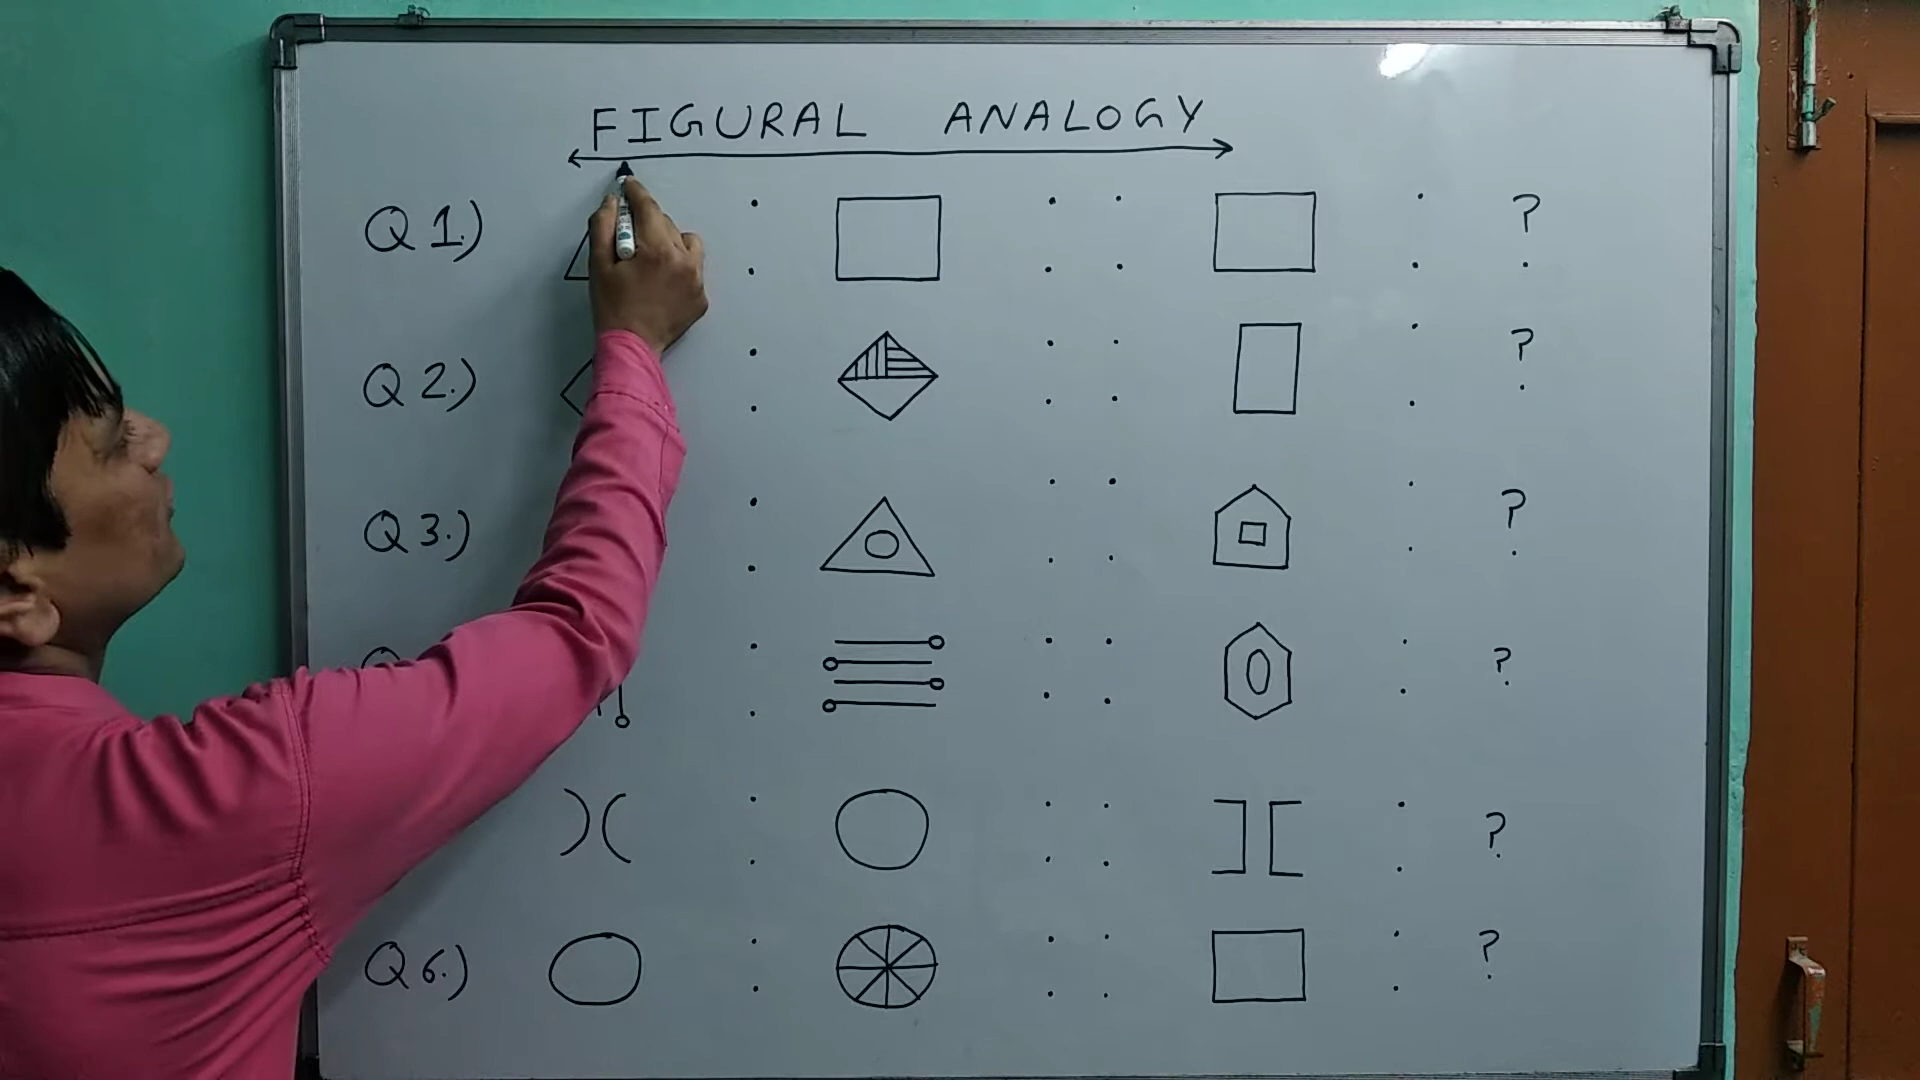 FIGURAL ANALOGY
Q 1.) : : : : ?
Q 2.) : : : : ?
Q 3.) : : : : ?
: : : : ?
: : : : ?
Q 6.) : : : : ?